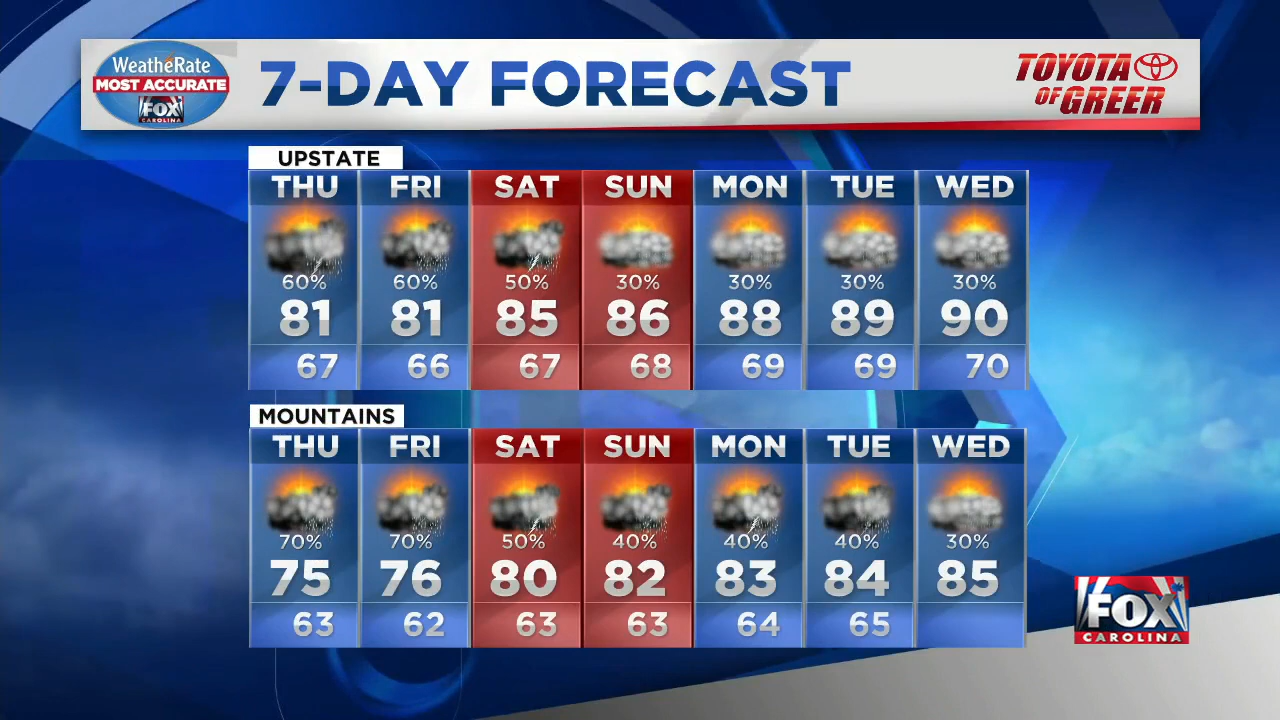 WeatheRate
MOST ACCURATE
FOX
CAROLINA
7-DAY FORECAST
TOYOTA
OF GREER
UPSTATE
THU FRI SAT SUN MON TUE WED
60% 60% 50% 30% 30% 30% 30%
81 81 85 86 88 89 90
67 66 67 68 69 69 70
MOUNTAINS
THU FRI SAT SUN MON TUE WED
70% 70% 50% 40% 40% 40% 30%
75 76 80 82 83 84 85
63 62 63 63 64 65
FOX
CAROLINA